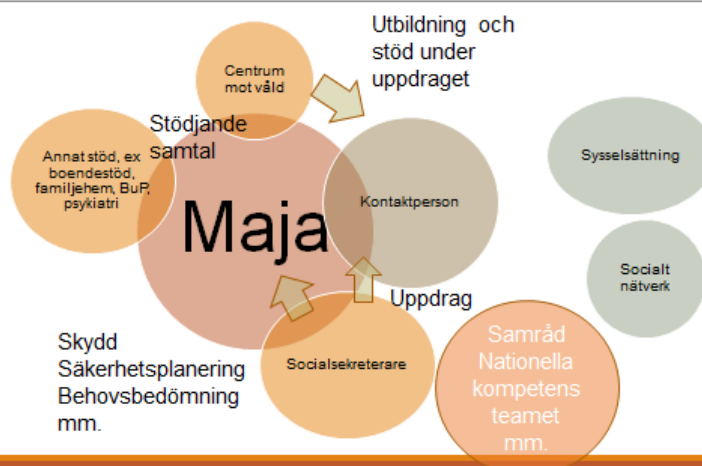 Utbildning och
stöd under
uppdraget
Centrum
mot våld
Stödjande
samtal
Annat stöd, ex
boendestöd,
familjehem, BuP,
psykiatri
Maja
Kontaktperson
Sysselsättning
Socialt
nätverk
Uppdrag
Skydd
Säkerhetsplanering
Behovsbedömning
mm.
Socialsekreterare
Samråd
Nationella
kompetens
teamet
mm.